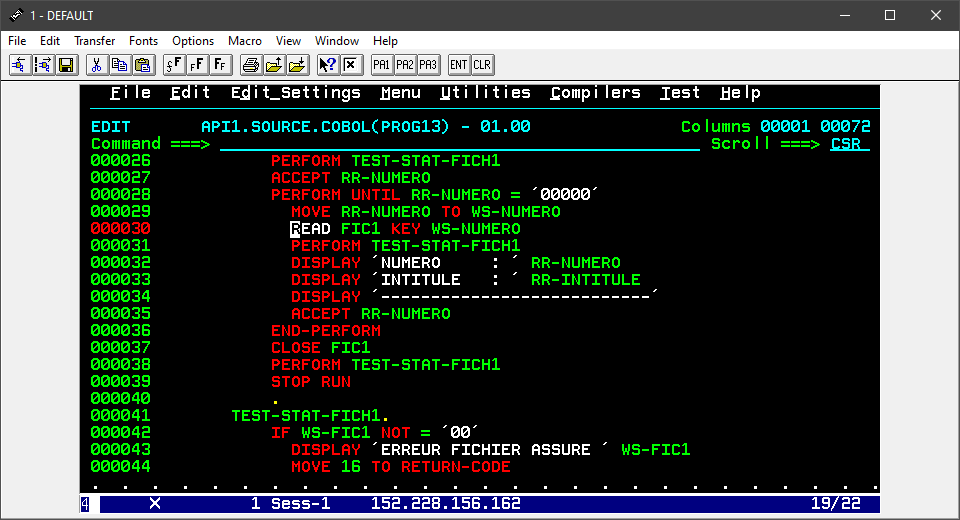 1 - DEFAULT
File Edit Transfer Fonts Options Macro View Window Help
PA1 PA2 PA3 ENT CLR
File Edit Edit_Settings Menu Utilities Compilers Test Help
EDIT API1.SOURCE.COBOL(PROG13) - 01.00 Columns 00001 00072
Command ===> Scroll ===> CSR
000026 PERFORM TEST-STAT-FICH1
000027 ACCEPT RR-NUMERO
000028 PERFORM UNTIL RR-NUMERO = ´00000´
000029 MOVE RR-NUMERO TO WS-NUMERO
000030 READ FIC1 KEY WS-NUMERO
000031 PERFORM TEST-STAT-FICH1
000032 DISPLAY ´NUMERO : ´ RR-NUMERO
000033 DISPLAY ´INTITULE : ´ RR-INTITULE
000034 DISPLAY ´---------------------------´
000035 ACCEPT RR-NUMERO
000036 END-PERFORM
000037 CLOSE FIC1
000038 PERFORM TEST-STAT-FICH1
000039 STOP RUN
000040 .
000041 TEST-STAT-FICH1.
000042 IF WS-FIC1 NOT = ´00´
000043 DISPLAY ´ERREUR FICHIER ASSURE ´ WS-FIC1
000044 MOVE 16 TO RETURN-CODE
4 X 1 Sess-1 152.228.156.162 19/22